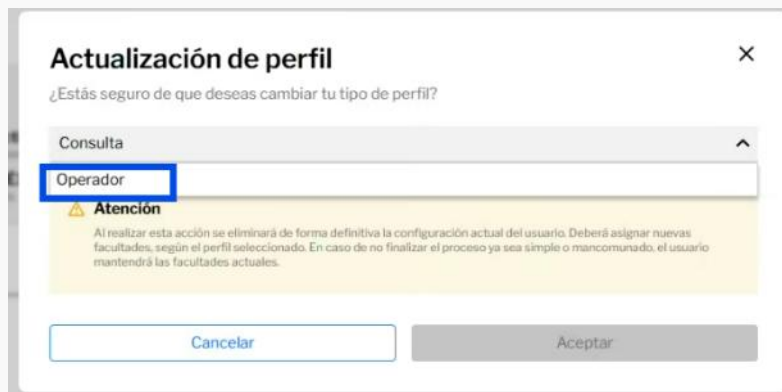 Actualización de perfil
¿Estás seguro de que deseas cambiar tu tipo de perfil?
Consulta
Operador
Atención
Al realizar esta acción se eliminará de forma definitiva la configuración actual del usuario. Deberá asignar nuevas
facultades, según el perfil seleccionado. En caso de no finalizar el proceso ya sea simple o mancomunado, el usuario
mantendrá las facultades actuales.
Cancelar
Aceptar